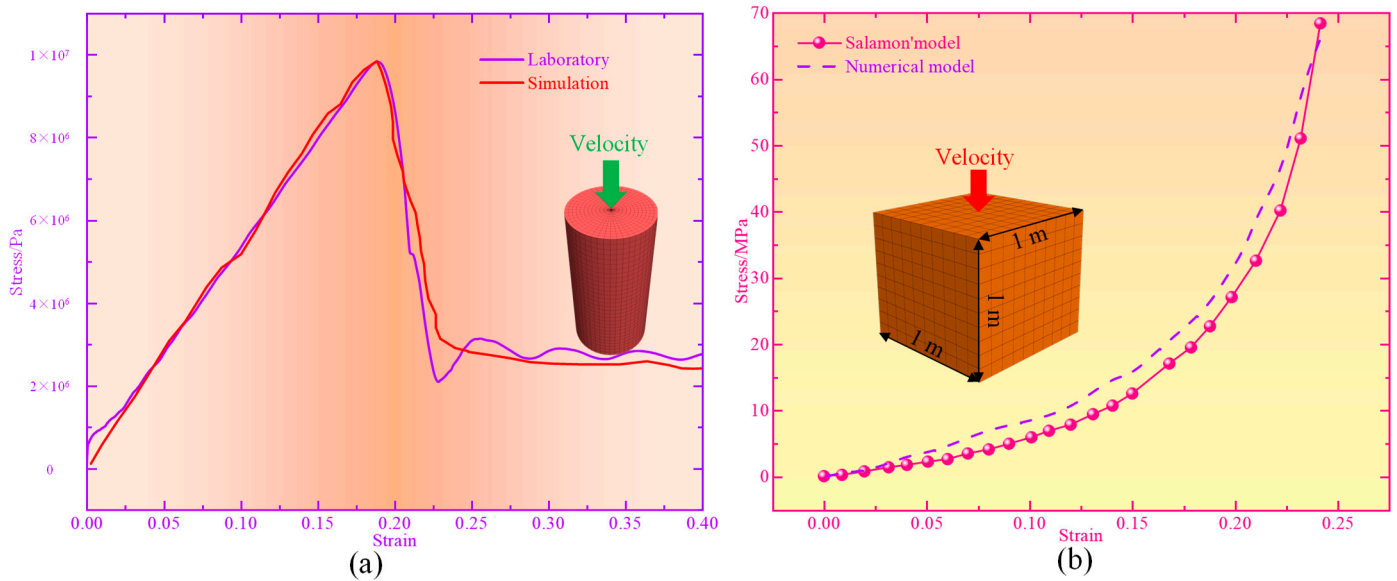 1×10⁷
8×10⁶
6×10⁶
4×10⁶
2×10⁶
0
Stress/Pa
0.00 0.05 0.10 0.15 0.20 0.25 0.30 0.35 0.40
Strain
Laboratory
Simulation
Velocity
(a)
70
60
50
40
30
20
10
0
Stress/MPa
0.00 0.05 0.10 0.15 0.20 0.25
Strain
Salamon'model
Numerical model
Velocity
1 m
1 m
1 m
(b)